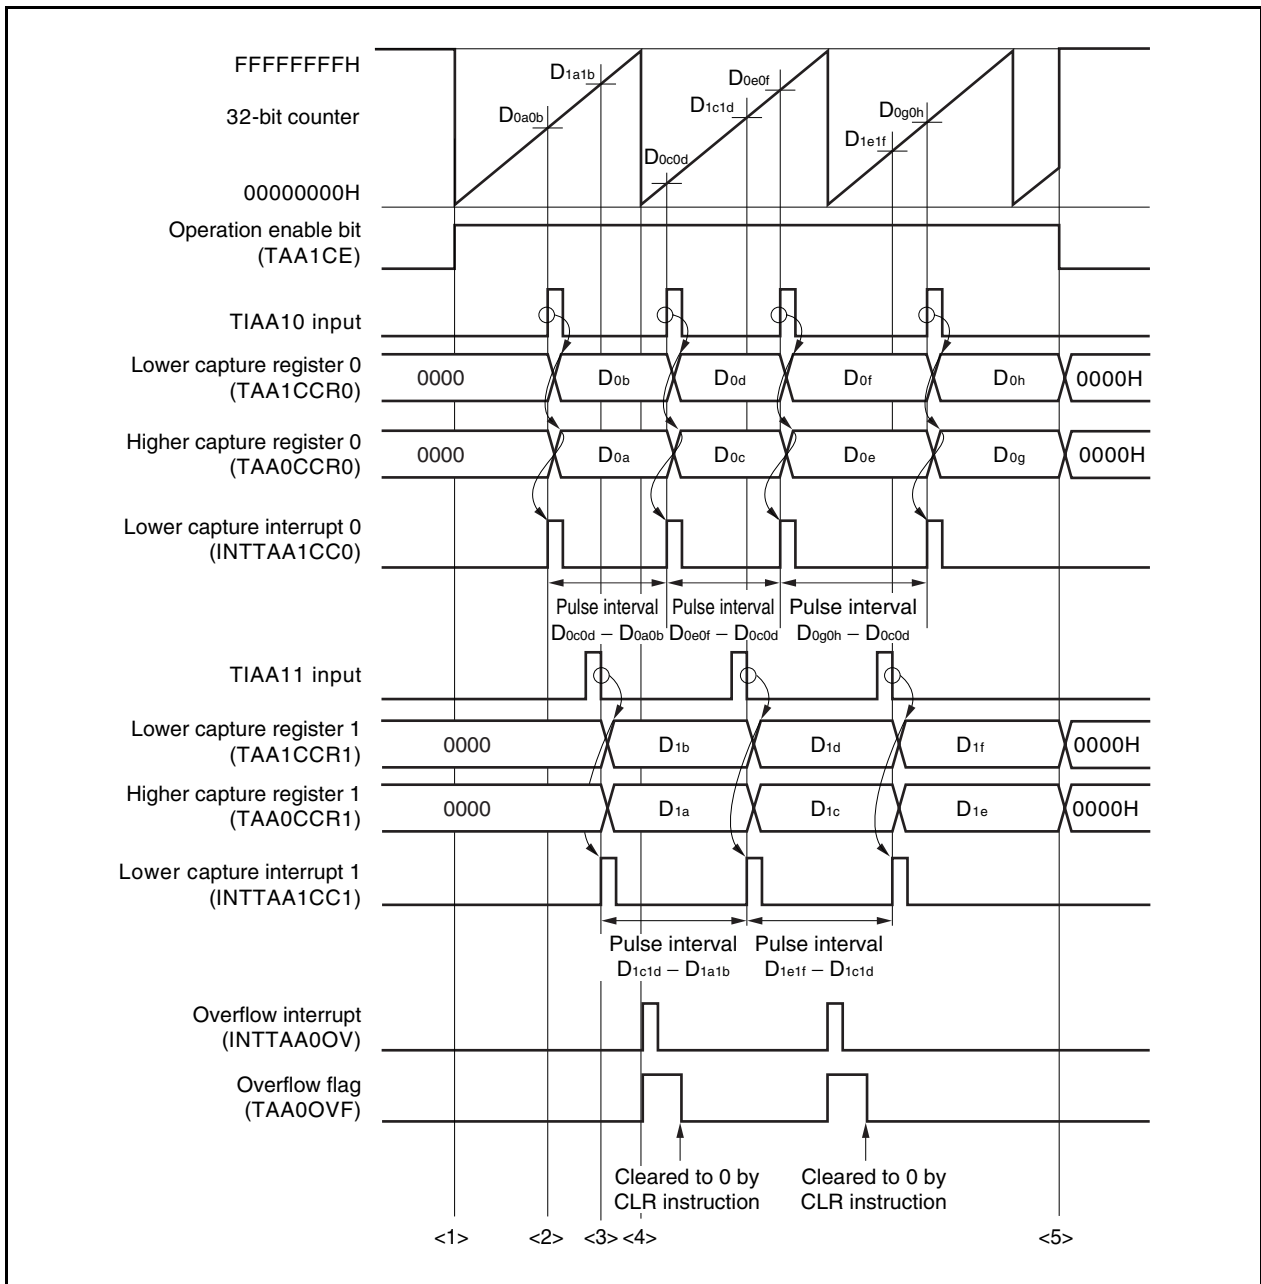 FFFFFFFFH
32-bit counter
00000000H
D0a0b
D1a1b
D0c0d
D1c1d
D0e0f
D1e1f
D0g0h
Operation enable bit
(TAA1CE)
TIAA10 input
Lower capture register 0
(TAA1CCR0)
0000
D0b
D0d
D0f
D0h
0000H
Higher capture register 0
(TAA0CCR0)
0000
D0a
D0c
D0e
D0g
0000H
Lower capture interrupt 0
(INTTAA1CC0)
Pulse interval
D0c0d – D0a0b
Pulse interval
D0e0f – D0c0d
Pulse interval
D0g0h – D0c0d
TIAA11 input
Lower capture register 1
(TAA1CCR1)
0000
D1b
D1d
D1f
0000H
Higher capture register 1
(TAA0CCR1)
0000
D1a
D1c
D1e
0000H
Lower capture interrupt 1
(INTTAA1CC1)
Pulse interval
D1c1d – D1a1b
Pulse interval
D1e1f – D1c1d
Overflow interrupt
(INTTAA0OV)
Overflow flag
(TAA0OVF)
Cleared to 0 by
CLR instruction
Cleared to 0 by
CLR instruction
<1>
<2>
<3>
<4>
<5>